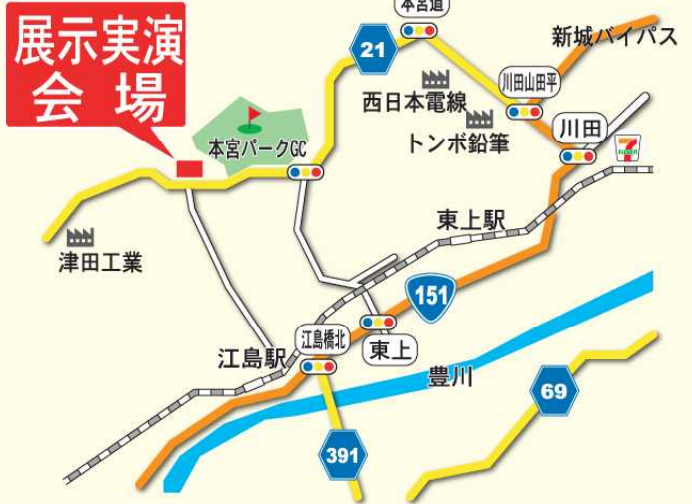 本宮道
展示実演
会場
21
新城バイパス
川田山田平
西日本電線
トンボ鉛筆
川田
7
本宮パークGC
東上駅
津田工業
151
江島橋北
東上
江島駅
豊川
69
391